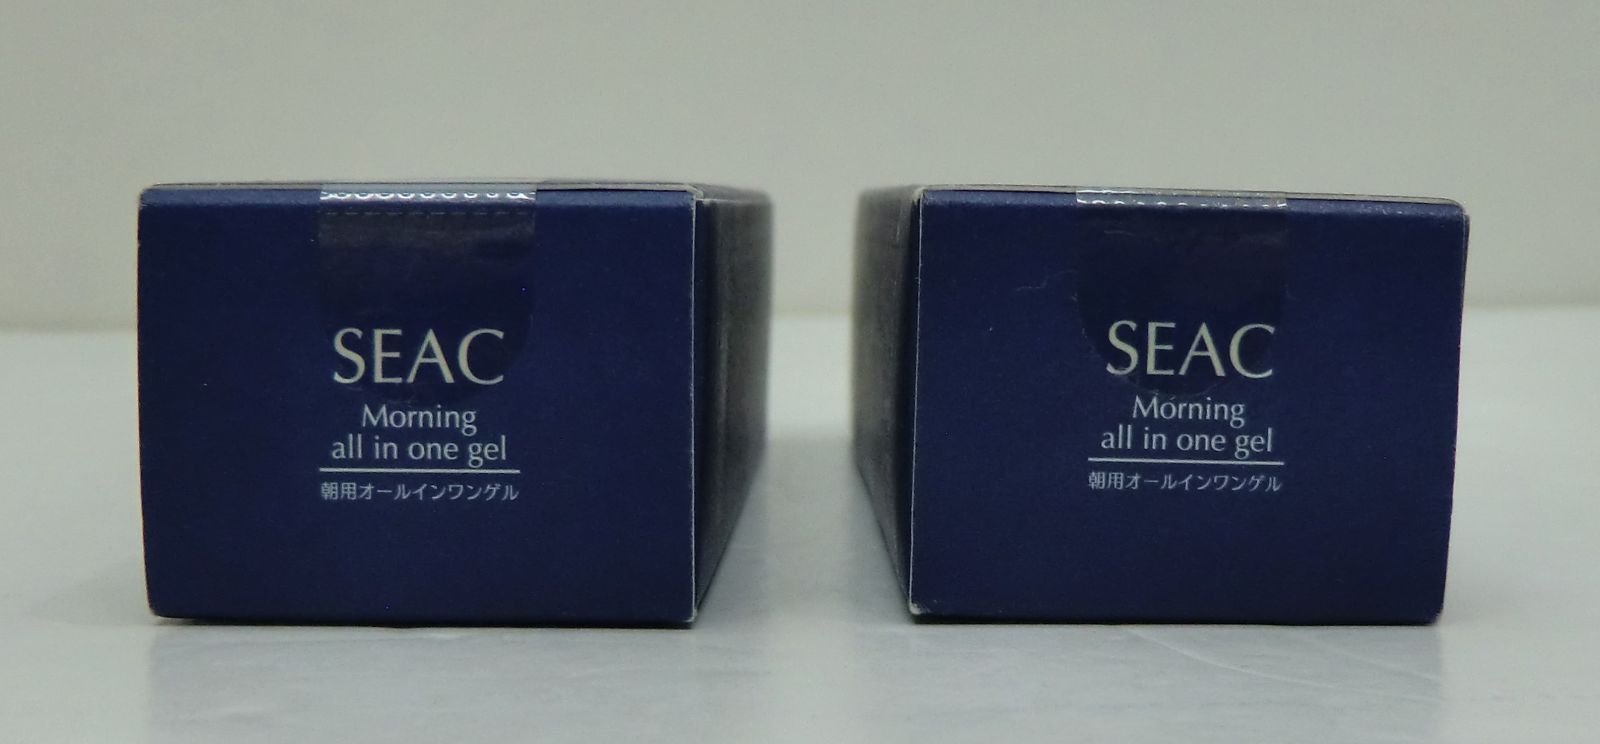 SEAC
Morning
all in one gel
朝用オールインワンゲル
SEAC
Morning
all in one gel
朝用オールインワンゲル